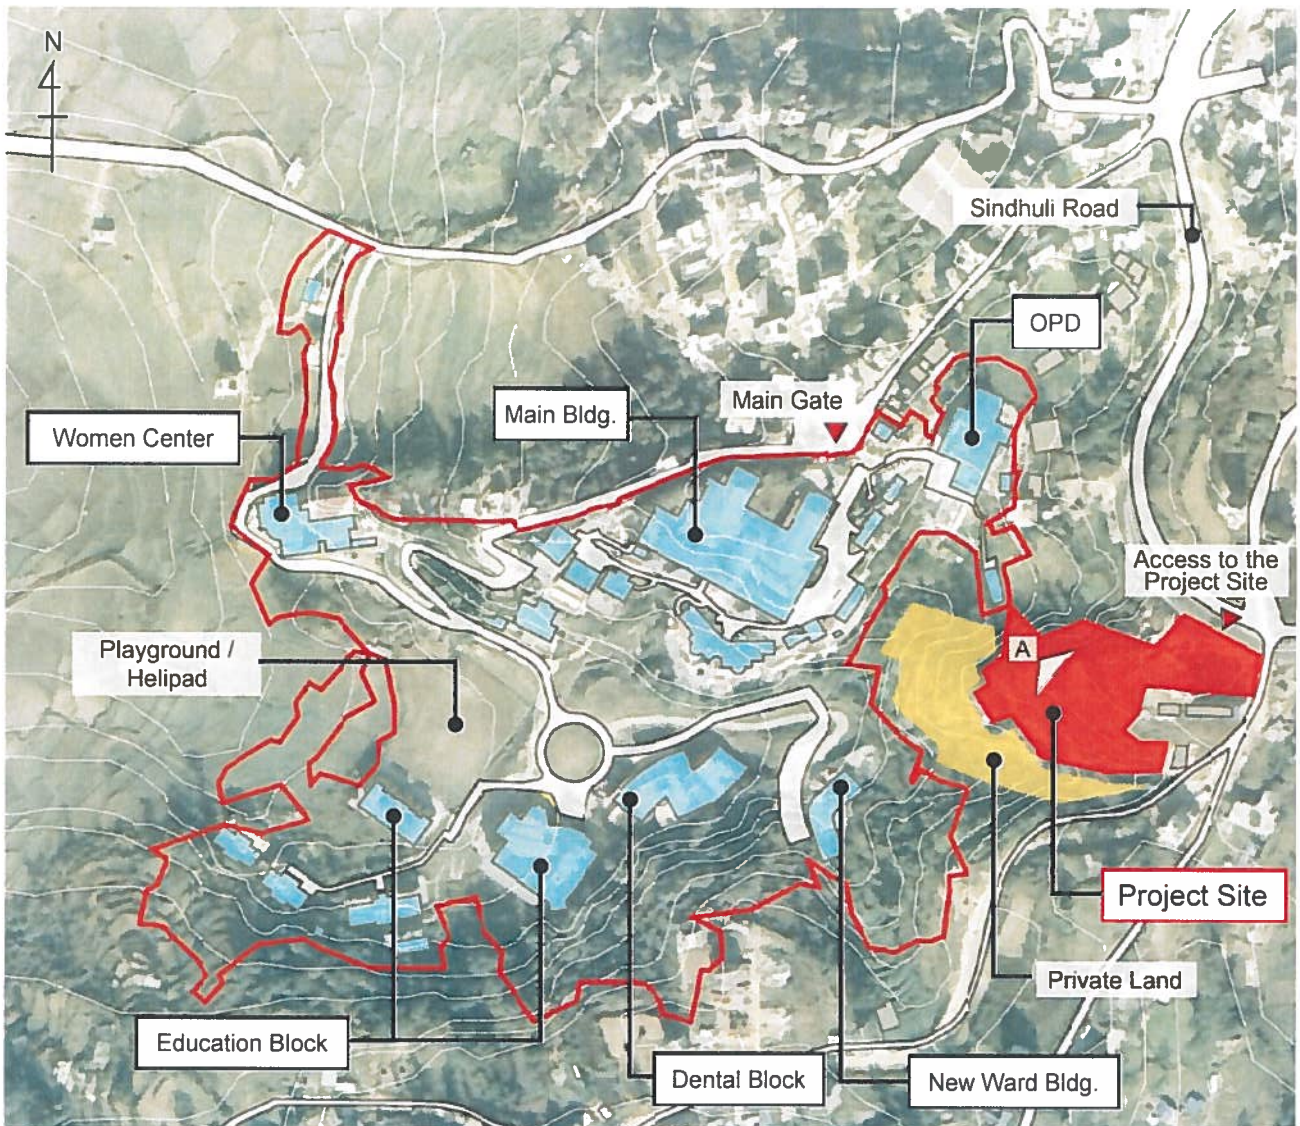 N
Sindhuli Road
OPD
Main Gate
Main Bldg.
Women Center
Access to the
Project Site
Playground /
Helipad
A
Project Site
Private Land
Education Block
Dental Block
New Ward Bldg.